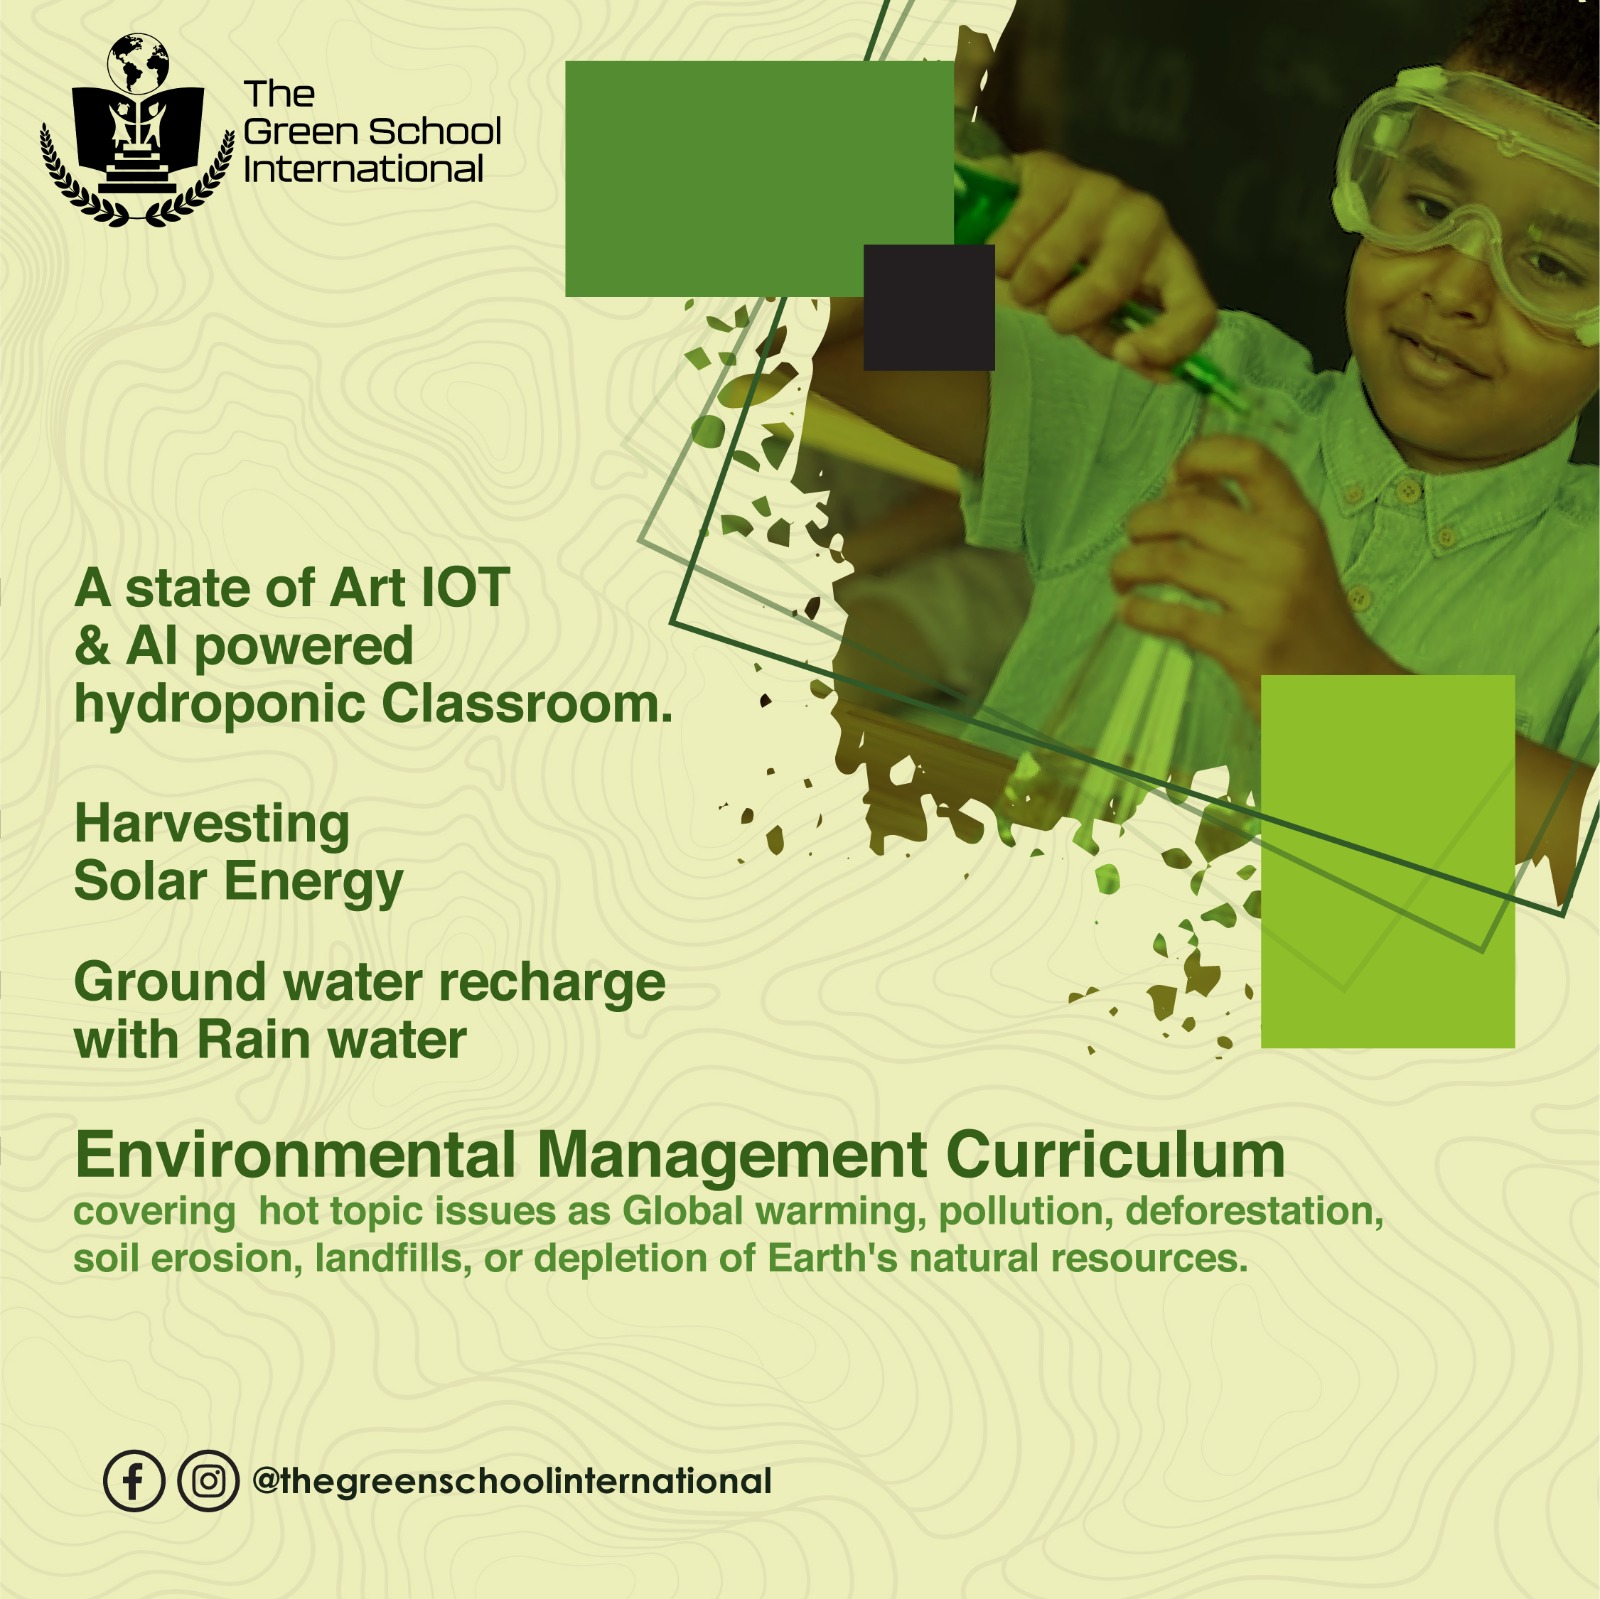 The
Green School
International
A state of Art IOT
& AI powered
hydroponic Classroom.
Harvesting
Solar Energy
Ground water recharge
with Rain water
Environmental Management Curriculum
covering  hot topic issues as Global warming, pollution, deforestation,
soil erosion, landfills, or depletion of Earth's natural resources.
@thegreenschoolinternational